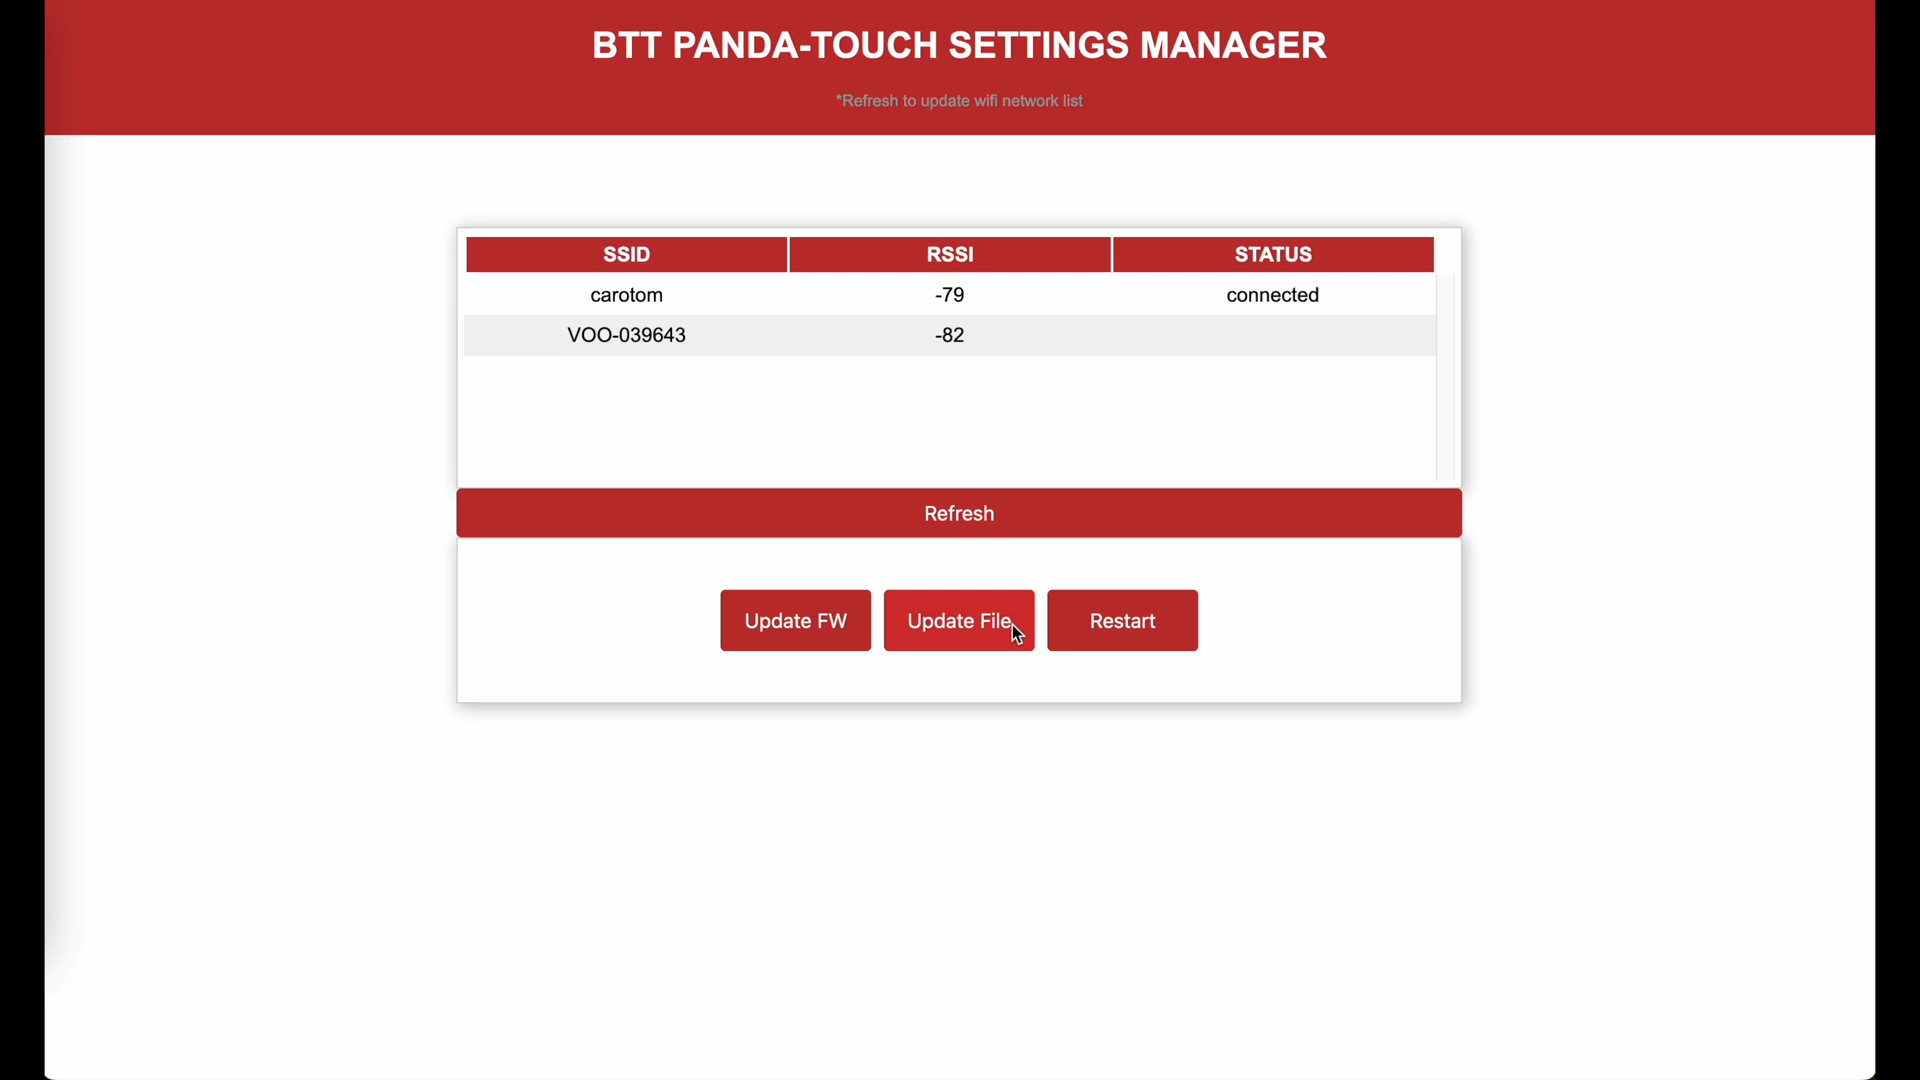 BTT PANDA-TOUCH SETTINGS MANAGER
*Refresh to update wifi network list
SSID RSSI STATUS
carotom -79 connected
VOO-039643 -82
Refresh
Update FW Update File Restart